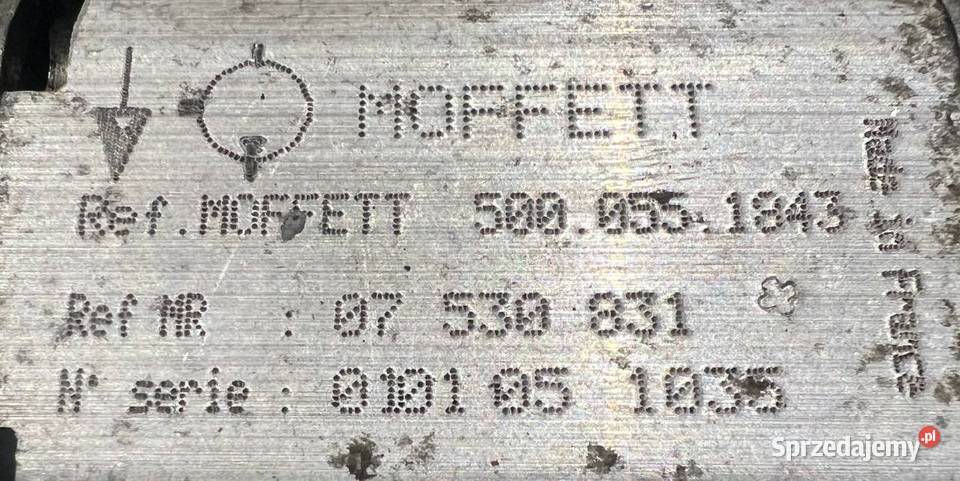 MOFFETT
Ref.MOFFETT 500.055.1843
Ref MR : 07 530 831
N° serie : 0101 05 1035
Made in France
Sprzedajemy.pl